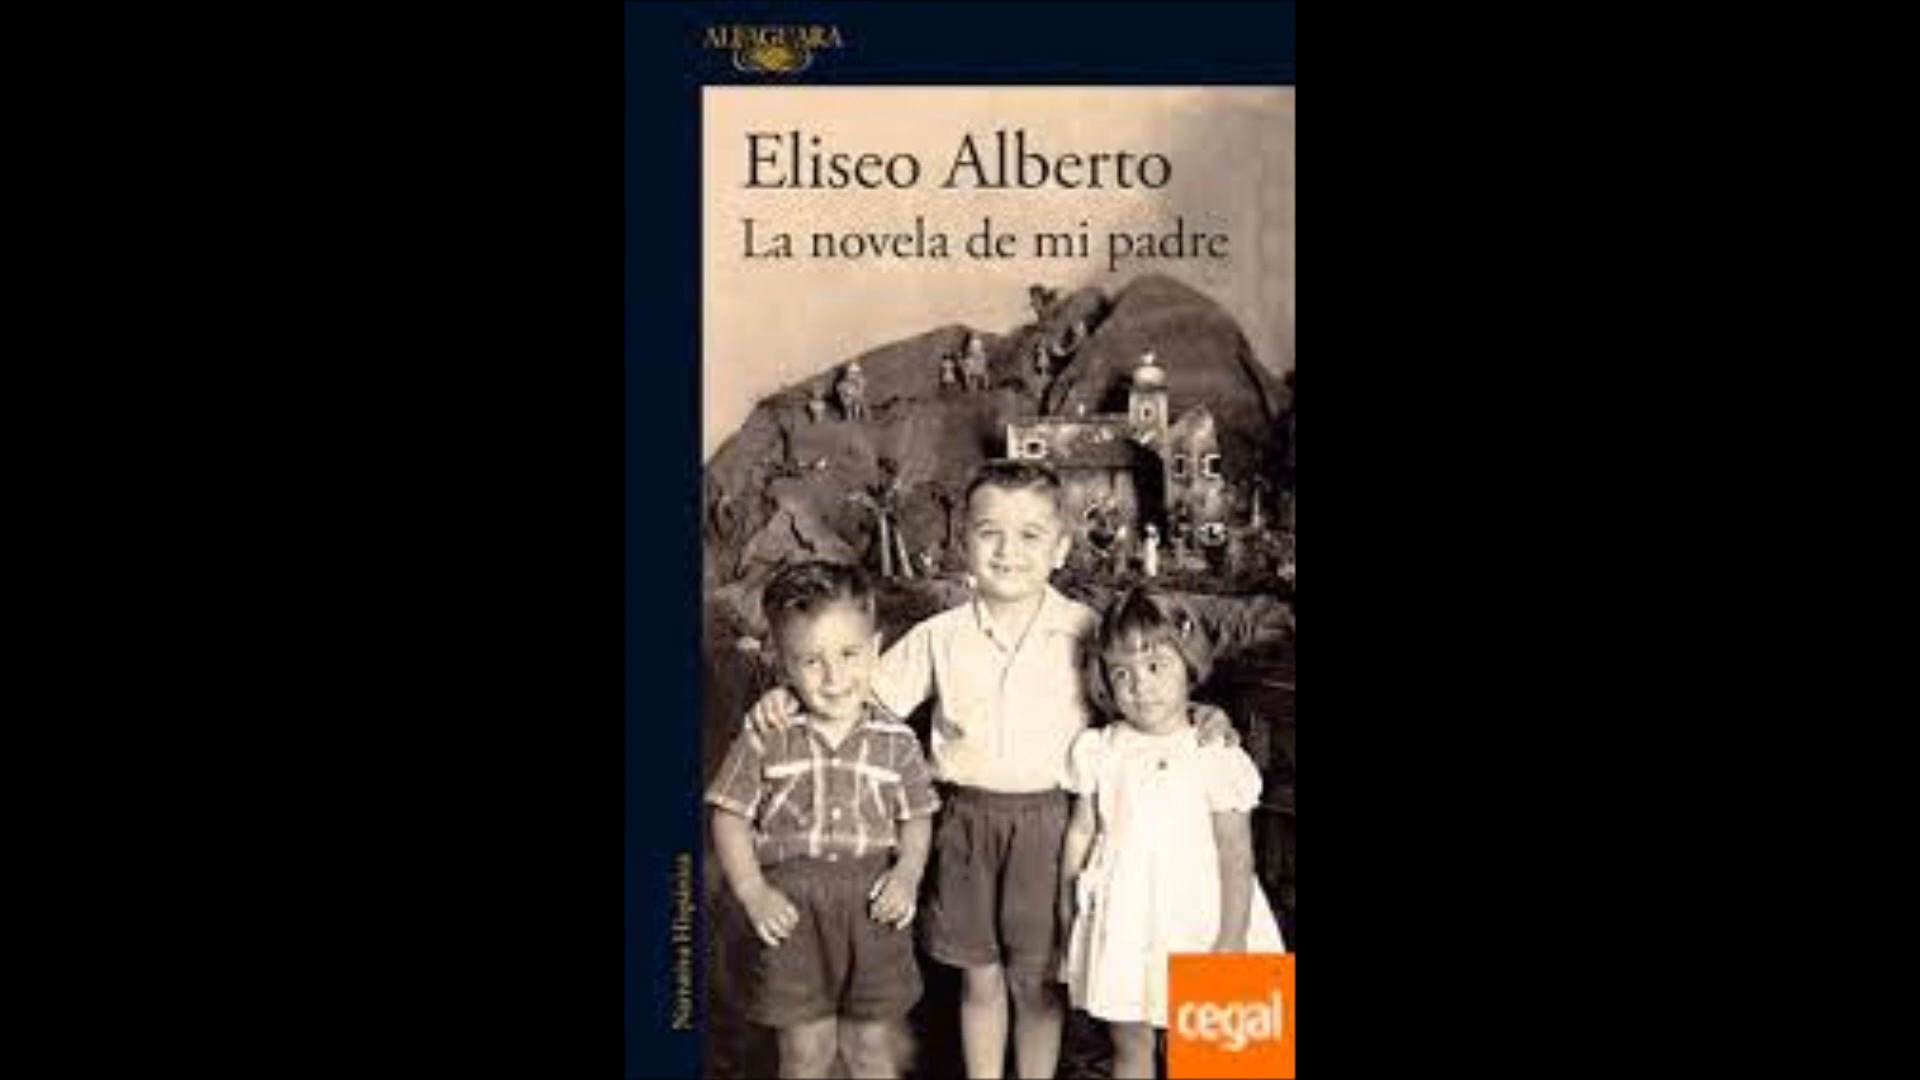 ALFAGUARA
Eliseo Alberto
La novela de mi padre
Narrativa Hispánica
cegal